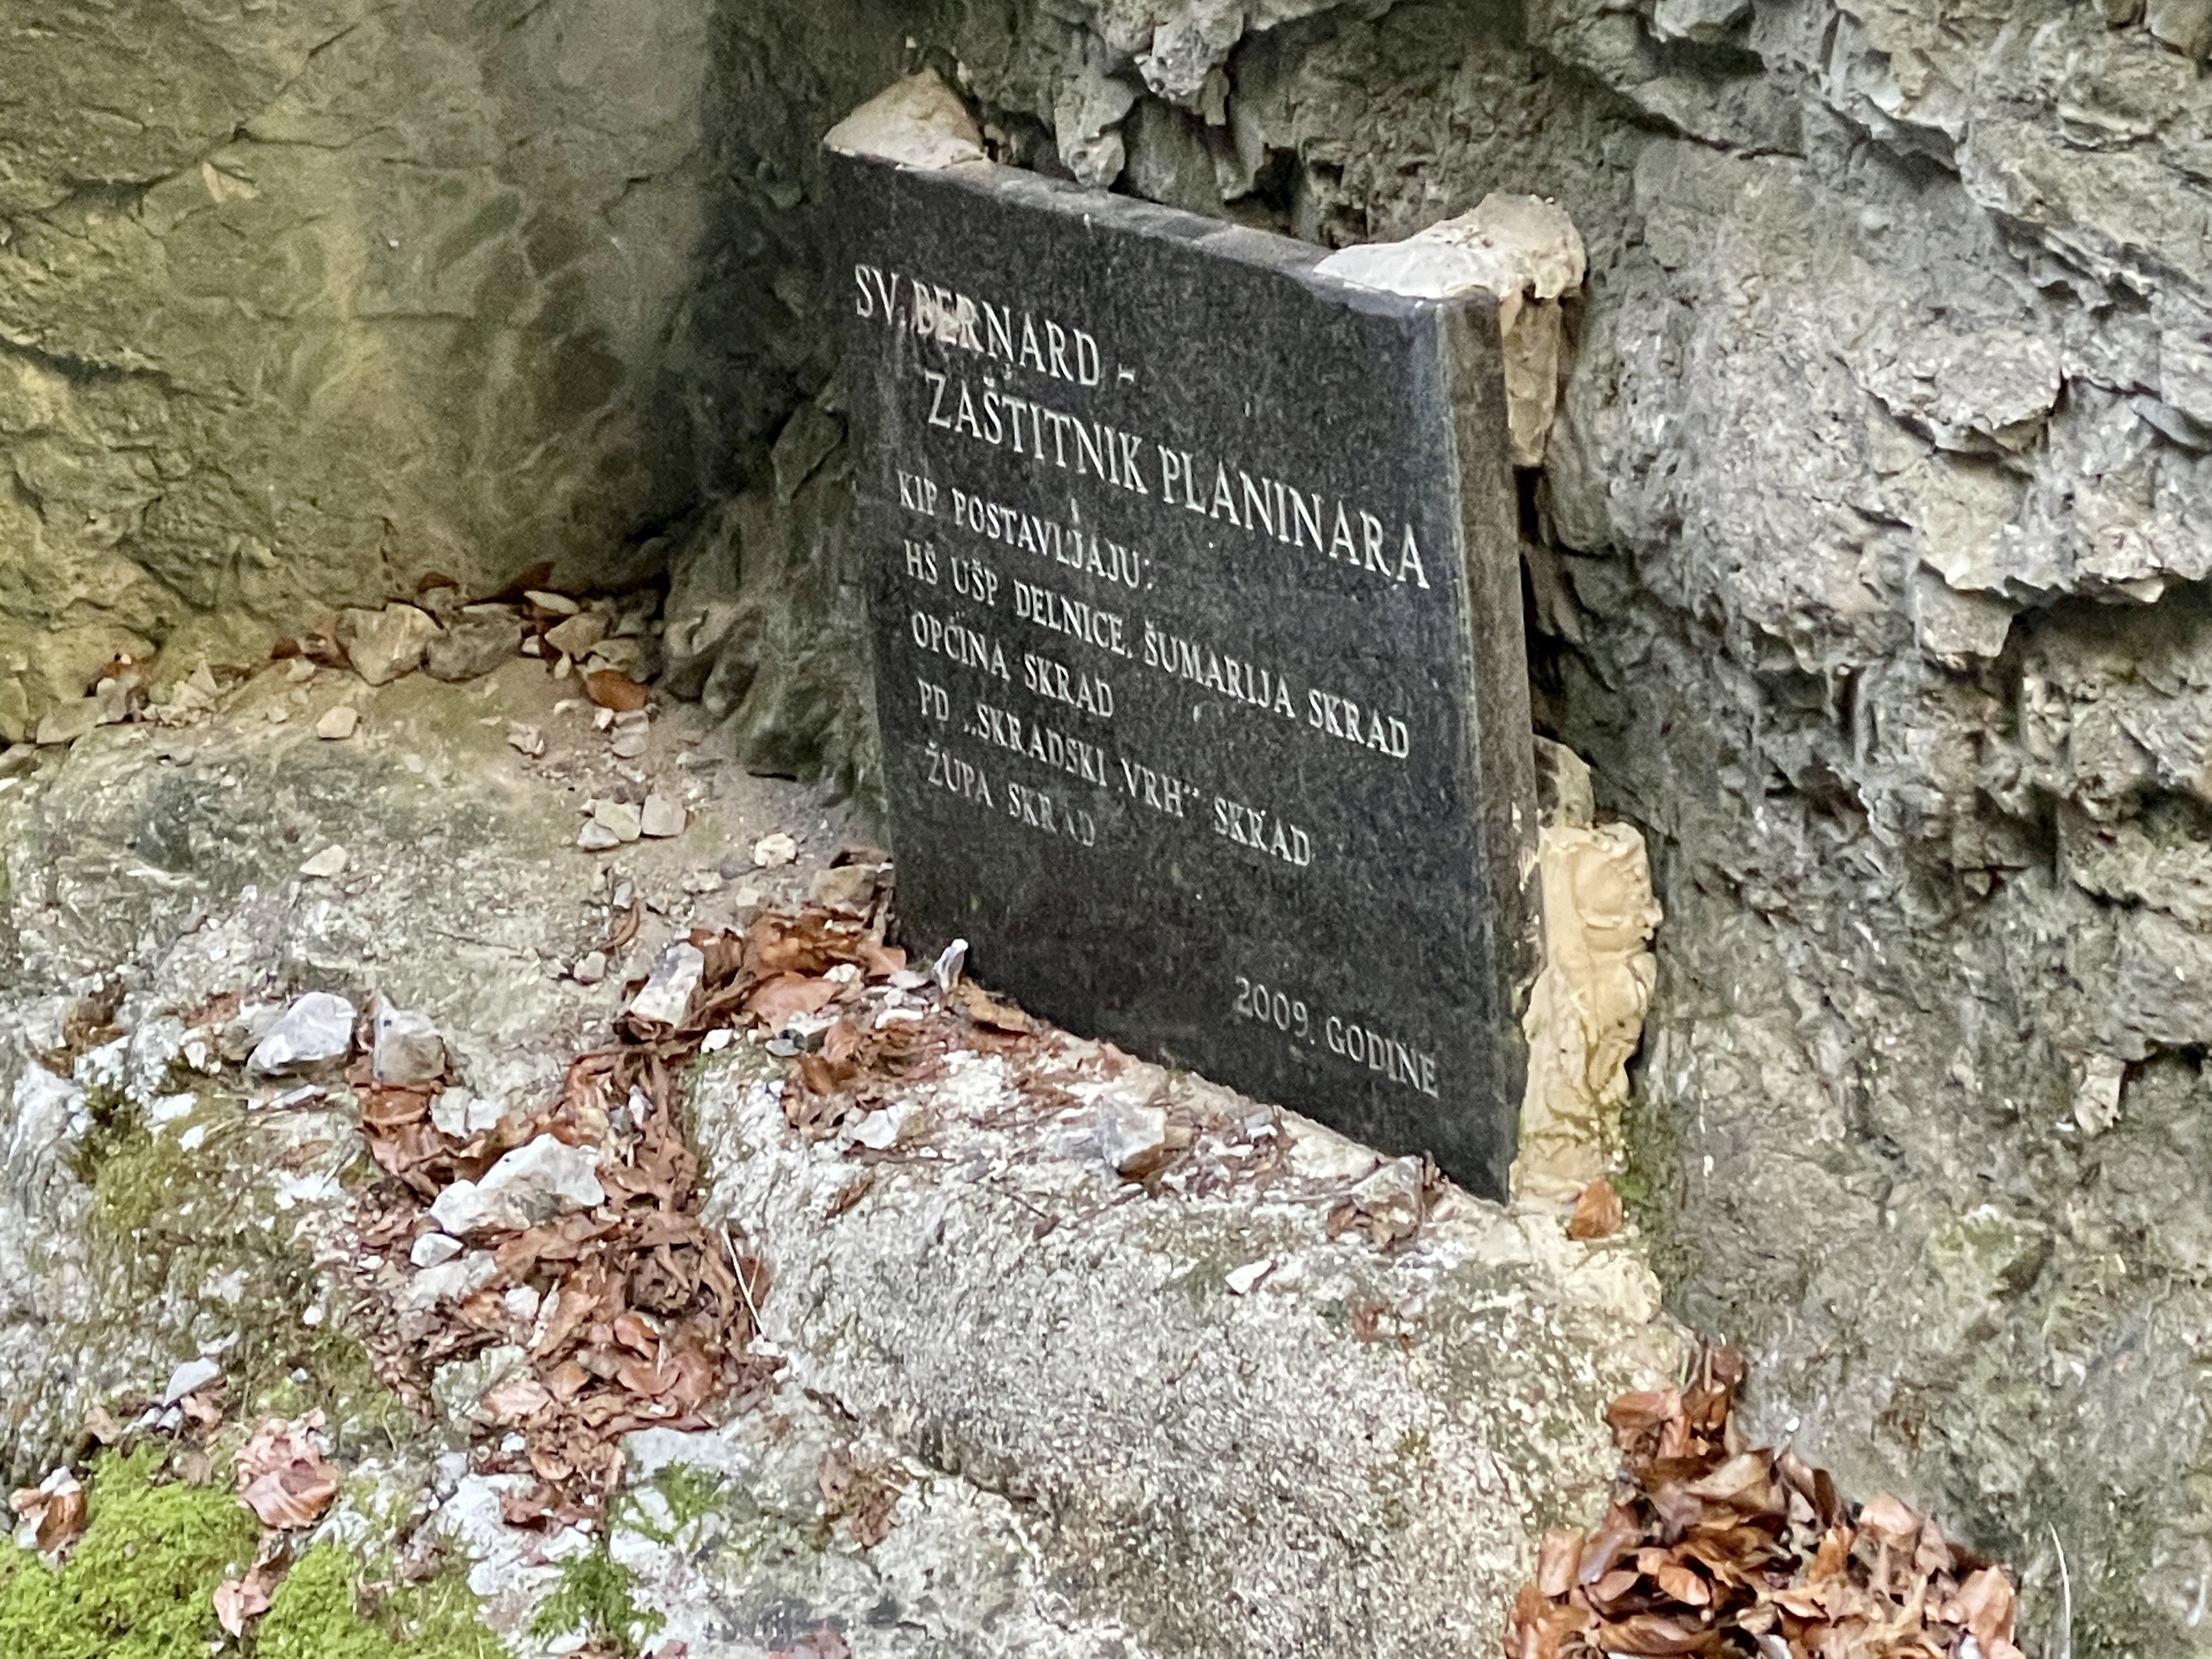 SV. BERNARD -
ZAŠTITNIK PLANINARA
KIP POSTAVLJAJU:
HŠ UŠP DELNICE, ŠUMARIJA SKRAD
OPĆINA SKRAD
PD „SKRADSKI VRH” SKRAD
ŽUPA SKRAD
2009. GODINE